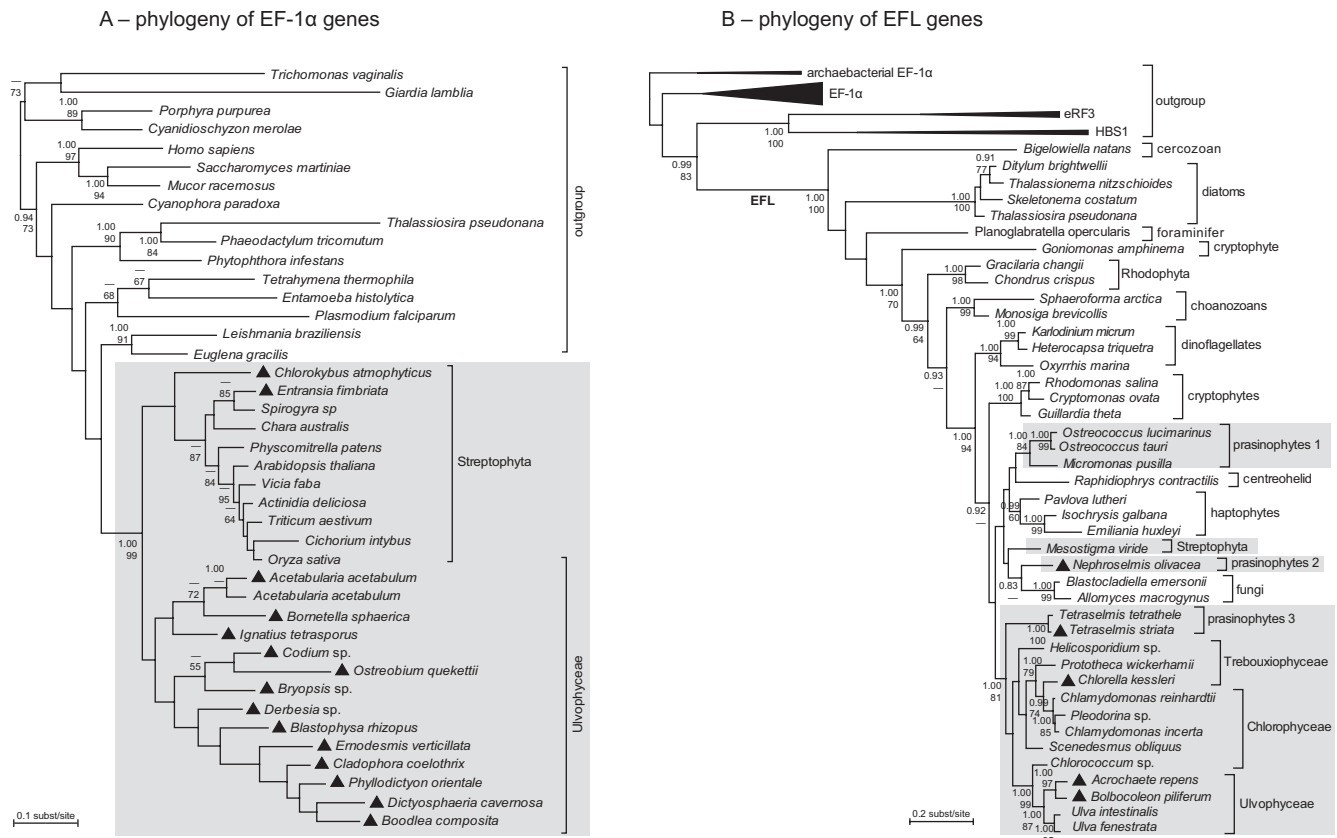 A – phylogeny of EF-1α genes
—
73
Trichomonas vaginalis
Giardia lamblia
1.00
89
Porphyra purpurea
Cyanidioschyzon merolae
1.00
97
Homo sapiens
Saccharomyces martiniae
1.00
94
Mucor racemosus
0.94
73
Cyanophora paradoxa
1.00
90
Thalassiosira pseudonana
1.00
84
Phaeodactylum tricornutum
Phytophthora infestans
—
67
—
68
Tetrahymena thermophila
Entamoeba histolytica
Plasmodium falciparum
1.00
91
Leishmania braziliensis
Euglena gracilis
outgroup
▲ Chlorokybus atmophyticus
—
85
▲ Entransia fimbriata
Spirogyra sp
Chara australis
—
87
Physcomitrella patens
—
84
Arabidopsis thaliana
Vicia faba
—
95
Actinidia deliciosa
—
64
Triticum aestivum
Cichorium intybus
Oryza sativa
Streptophyta
1.00
99
1.00
—
▲ Acetabularia acetabulum
—
72
Acetabularia acetabulum
▲ Bornetella sphaerica
▲ Ignatius tetrasporus
—
55
▲ Codium sp.
▲ Ostreobium quekettii
▲ Bryopsis sp.
▲ Derbesia sp.
▲ Blastophysa rhizopus
▲ Ernodesmis verticillata
▲ Cladophora coelothrix
▲ Phyllodictyon orientale
▲ Dictyosphaeria cavernosa
▲ Boodlea composita
Ulvophyceae
0.1 subst/site
B – phylogeny of EFL genes
archaebacterial EF-1α
EF-1α
eRF3
1.00
100
HBS1
outgroup
0.99
83
EFL
1.00
100
Bigelowiella natans
cercozoan
0.91
77
Ditylum brightwellii
Thalassionema nitzschioides
1.00
100
Skeletonema costatum
Thalassiosira pseudonana
diatoms
Planoglabratella opercularis
foraminifer
Goniomonas amphinema
cryptophyte
1.00
70
1.00
98
Gracilaria changii
Chondrus crispus
Rhodophyta
0.99
64
1.00
99
Sphaeroforma arctica
Monosiga brevicollis
choanozoans
0.93
—
1.00
99
Karlodinium micrum
1.00
94
Heterocapsa triquetra
Oxyrrhis marina
dinoflagellates
1.00
94
1.00
87
Rhodomonas salina
1.00
100
Cryptomonas ovata
Guillardia theta
cryptophytes
0.92
—
1.00
84
1.00
99
Ostreococcus lucimarinus
Ostreococcus tauri
Micromonas pusilla
prasinophytes 1
Raphidiophrys contractilis
centreohelid
0.99
60
Pavlova lutheri
1.00
99
Isochrysis galbana
Emiliania huxleyi
haptophytes
Mesostigma viride
Streptophyta
▲ Nephroselmis olivacea
prasinophytes 2
0.83
—
1.00
99
Blastocladiella emersonii
Allomyces macrogynus
fungi
1.00
81
Tetraselmis tetrathele
1.00
100
▲ Tetraselmis striata
prasinophytes 3
Helicosporidium sp.
1.00
79
Prototheca wickerhamii
▲ Chlorella kessleri
Trebouxiophyceae
0.99
74
Chlamydomonas reinhardtii
1.00
85
Pleodorina sp.
Chlamydomonas incerta
Scenedesmus obliquus
Chlorococcum sp.
Chlorophyceae
1.00
99
1.00
97
▲ Acrochaete repens
▲ Bolbocoleon piliferum
1.00
87
Ulva intestinalis
1.00
Ulva fenestrata
Ulvophyceae
0.2 subst/site